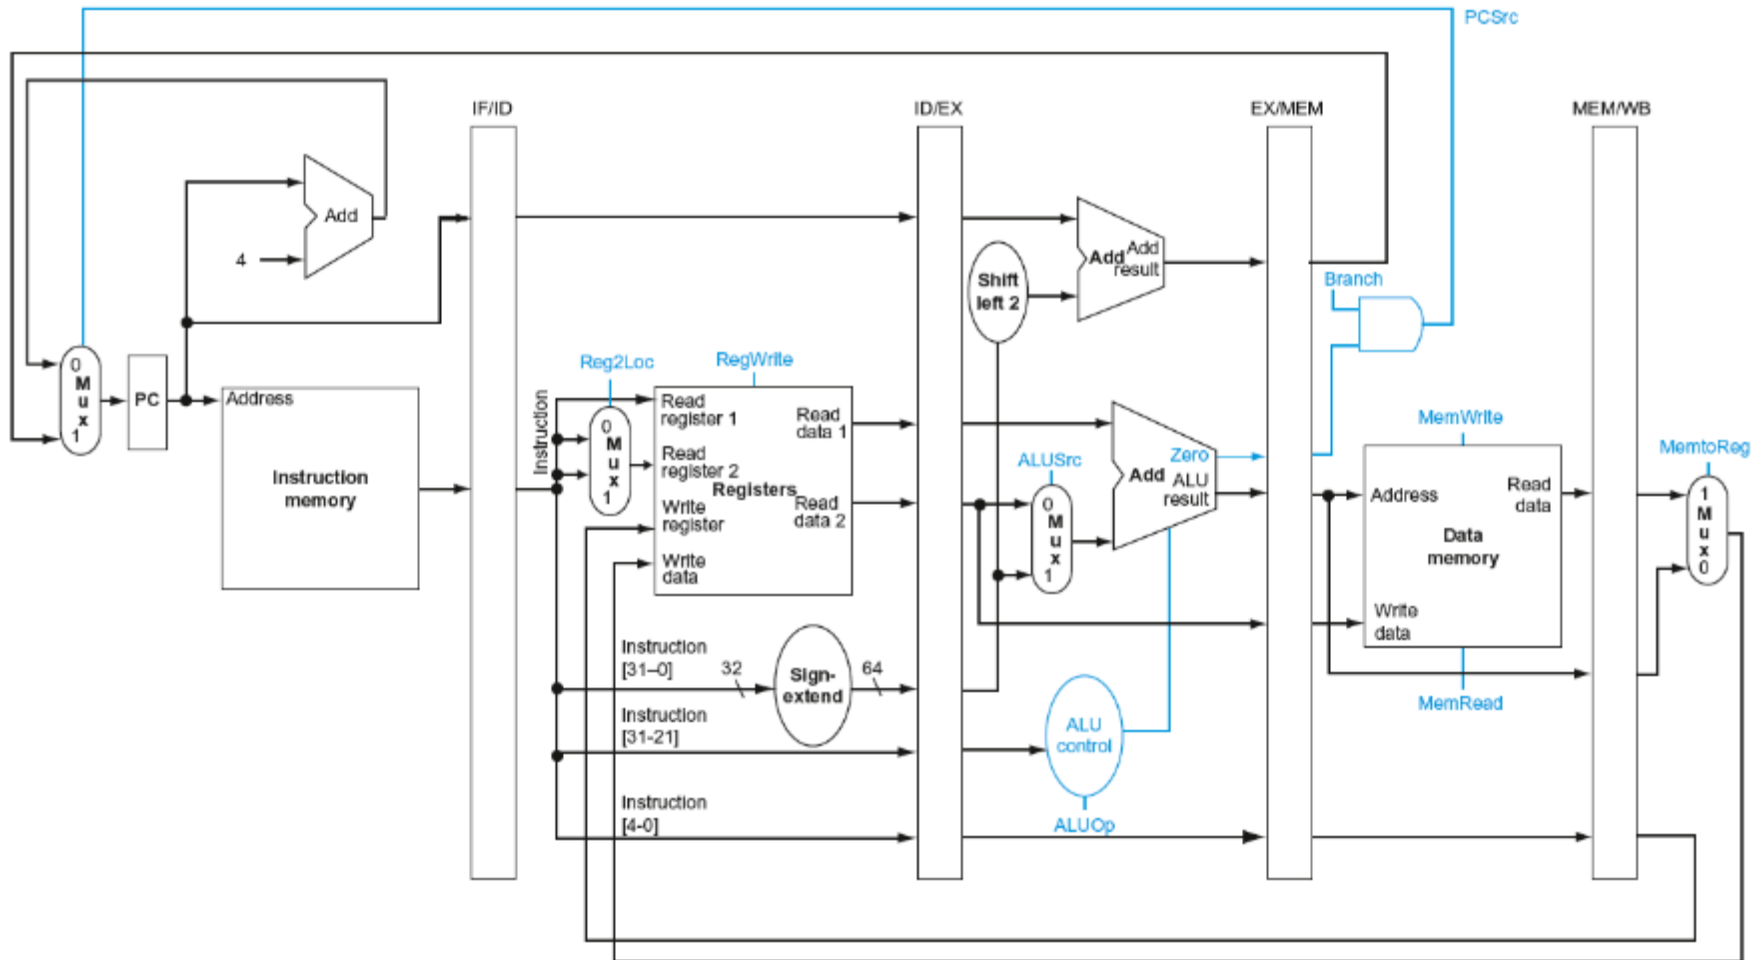 PCSrc
IF/ID
ID/EX
EX/MEM
MEM/WB
Add
4
Add
Add
result
Shift
left 2
Branch
0
M
u
x
1
PC
Address
Instruction
memory
Instruction
Reg2Loc
0
M
u
x
1
RegWrite
Read
register 1
Read
data 1
Read
register 2
Registers
Write
register
Read
data 2
Write
data
ALUSrc
0
M
u
x
1
Zero
Add
ALU
result
MemWrite
Address
Read
data
Data
memory
Write
data
MemRead
MemtoReg
1
M
u
x
0
Instruction
[31–0]
32
Sign-
extend
64
Instruction
[31-21]
ALU
control
Instruction
[4-0]
ALUOp